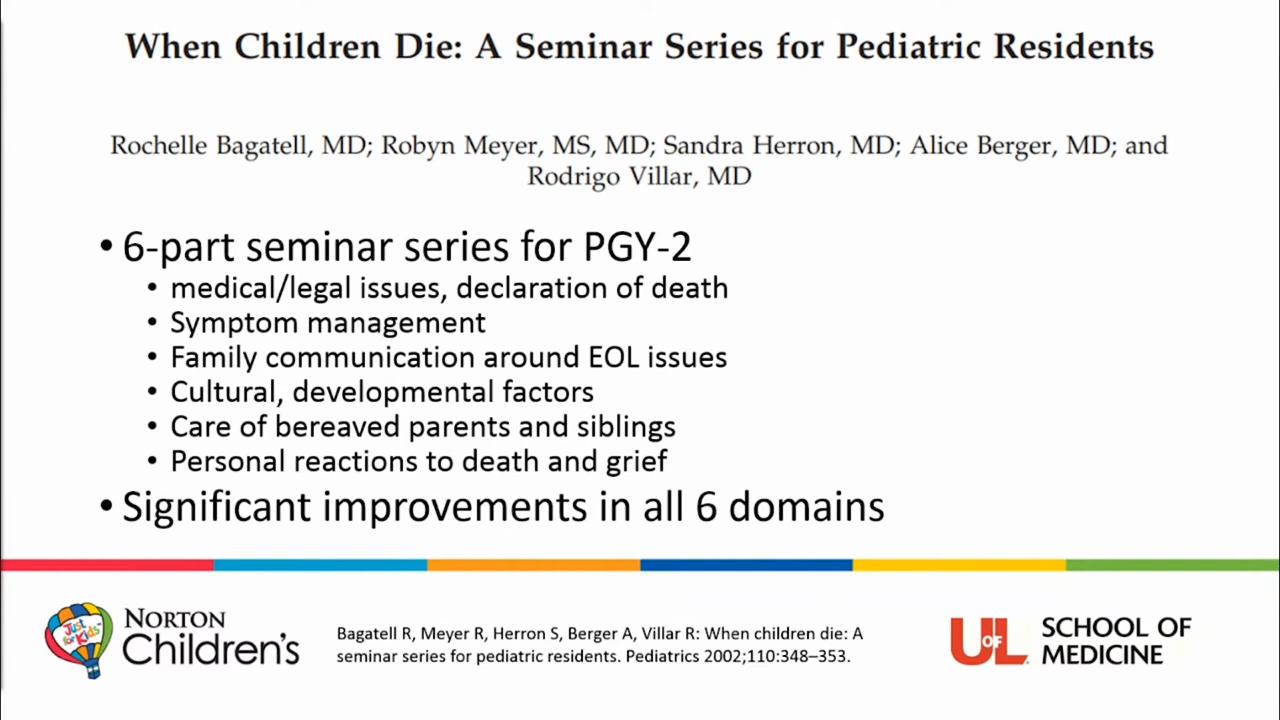 When Children Die: A Seminar Series for Pediatric Residents
Rochelle Bagatell, MD; Robyn Meyer, MS, MD; Sandra Herron, MD; Alice Berger, MD; and
Rodrigo Villar, MD
• 6-part seminar series for PGY-2
• medical/legal issues, declaration of death
• Symptom management
• Family communication around EOL issues
• Cultural, developmental factors
• Care of bereaved parents and siblings
• Personal reactions to death and grief
• Significant improvements in all 6 domains
Just for Kids
NORTON
Children's
Bagatell R, Meyer R, Herron S, Berger A, Villar R: When children die: A
seminar series for pediatric residents. Pediatrics 2002;110:348–353.
UofL
SCHOOL OF
MEDICINE